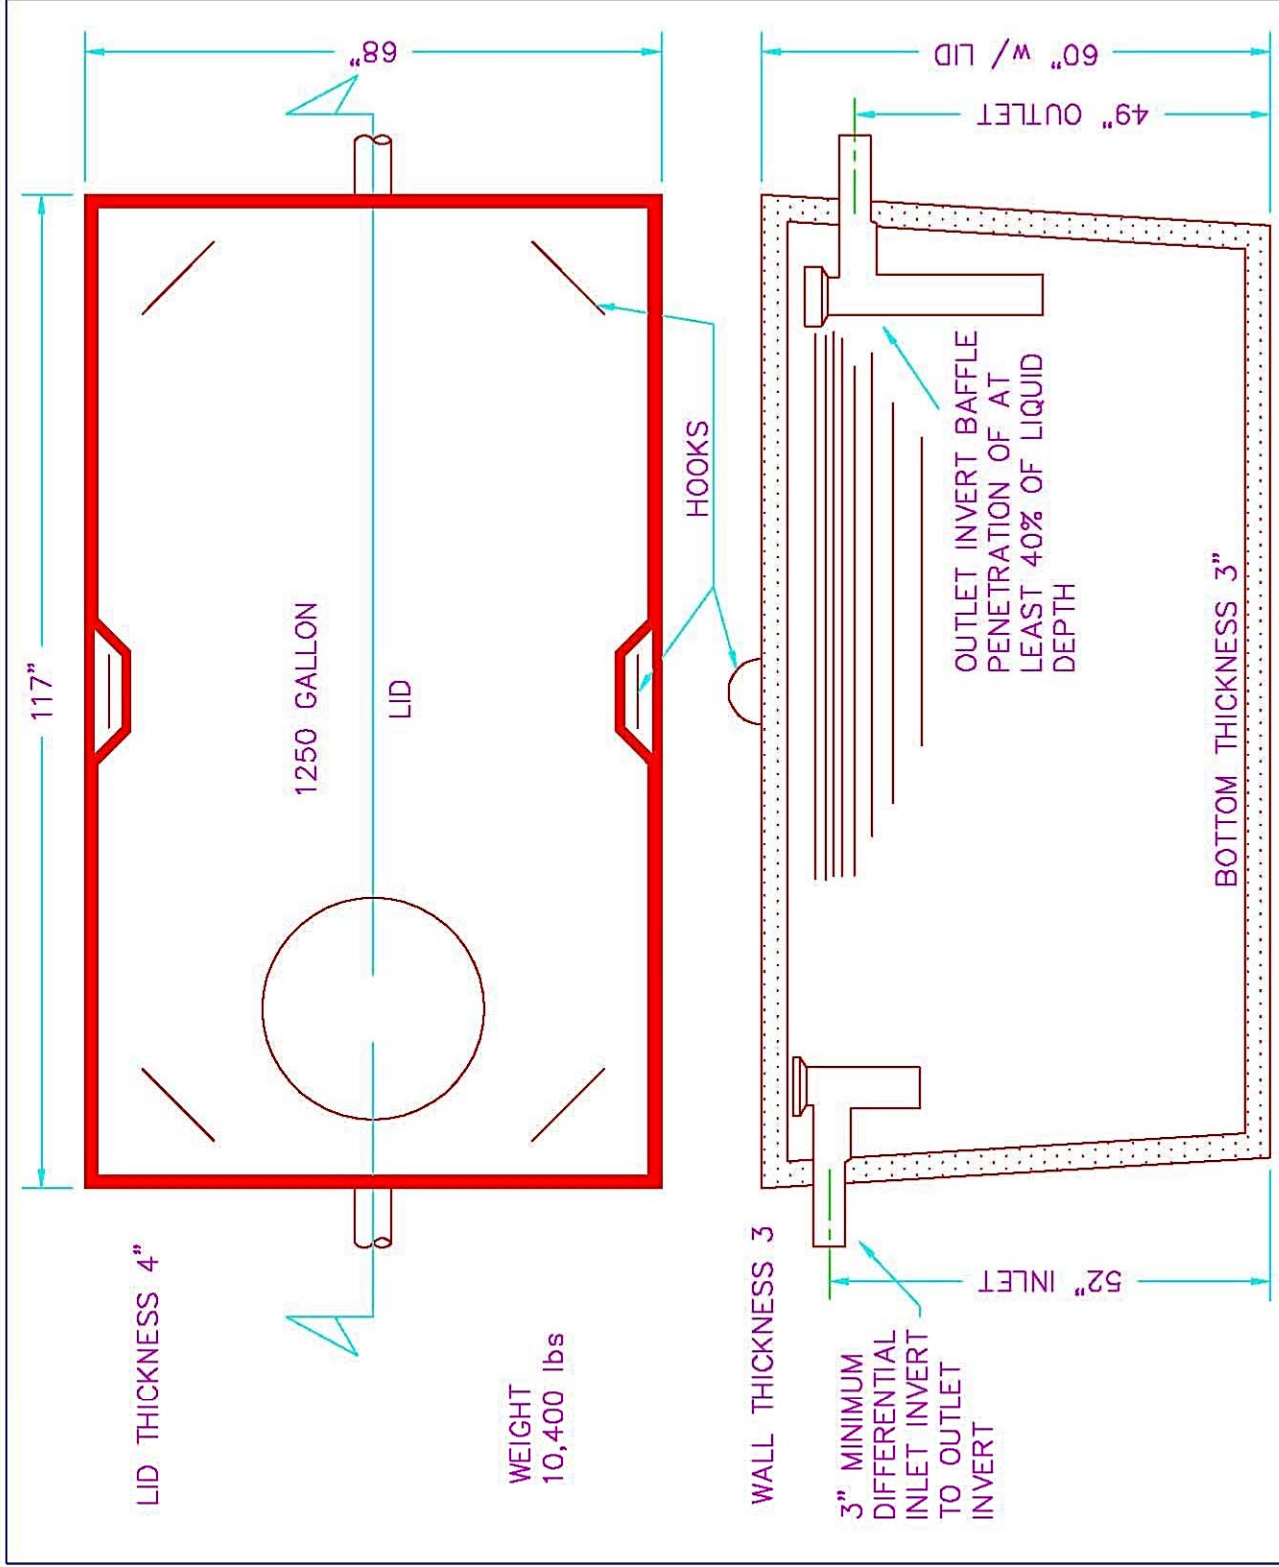 117"
68"
1250 GALLON
LID
HOOKS
LID THICKNESS 4"
WEIGHT
10,400 lbs
WALL THICKNESS 3
3" MINIMUM
DIFFERENTIAL
INLET INVERT
TO OUTLET
INVERT
52" INLET
OUTLET INVERT BAFFLE
PENETRATION OF AT
LEAST 40% OF LIQUID
DEPTH
BOTTOM THICKNESS 3"
49" OUTLET
60" w/ LID